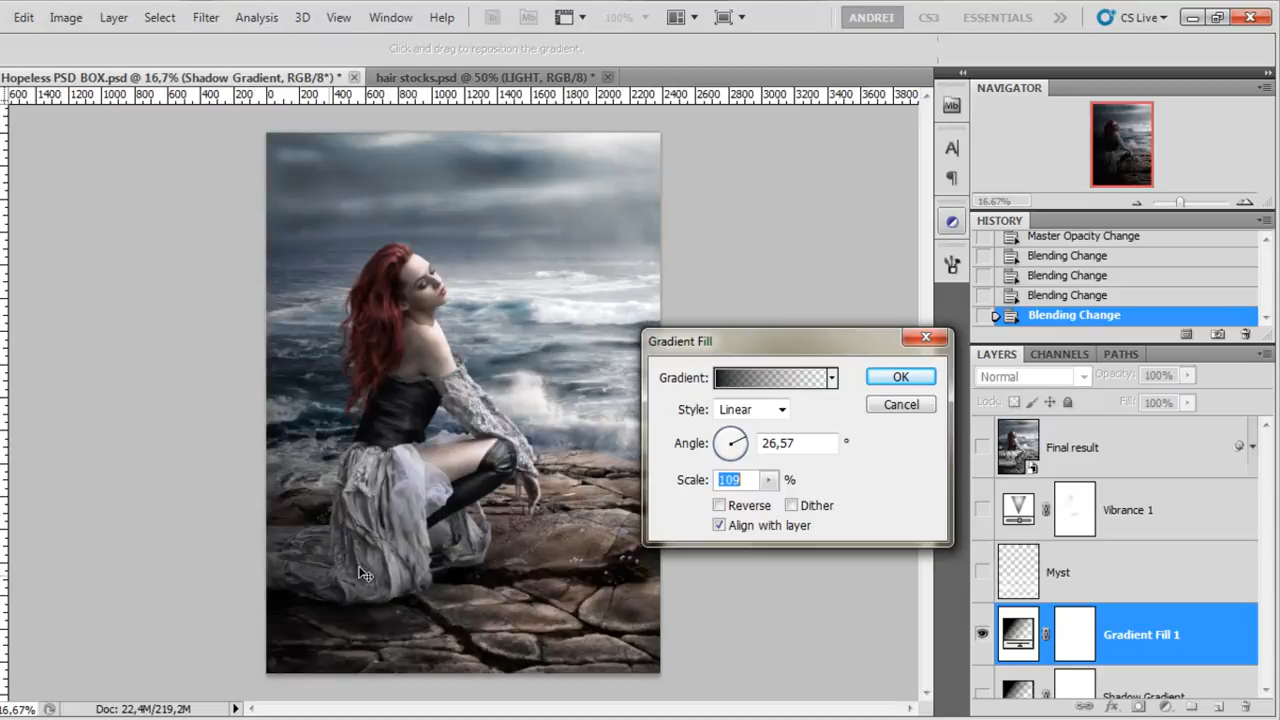 Edit Image Layer Select Filter Analysis 3D View Window Help Br Mb 100% ANDREI CS3 ESSENTIALS CS Live
Click and drag to reposition the gradient.
Hopeless PSD BOX.psd @ 16,7% (Shadow Gradient, RGB/8*) * hair stocks.psd @ 50% (LIGHT, RGB/8) *
600 1400 1200 1000 800 600 400 200 0 200 400 600 800 1000 1200 1400 1600 1800 2000 2200 2400 2600 2800 3000 3200 3400 3600 3800
NAVIGATOR
Mb
A
16.67%
HISTORY
Master Opacity Change
Blending Change
Blending Change
Blending Change
Blending Change
LAYERS CHANNELS PATHS
Normal Opacity: 100%
Lock: Fill: 100%
Final result
Vibrance 1
Myst
Gradient Fill 1
Shadow Gradient
Gradient Fill
Gradient: OK
Style: Linear Cancel
Angle: 26,57 °
Scale: 109 %
Reverse Dither
Align with layer
16,67% Doc: 22,4M/219,2M